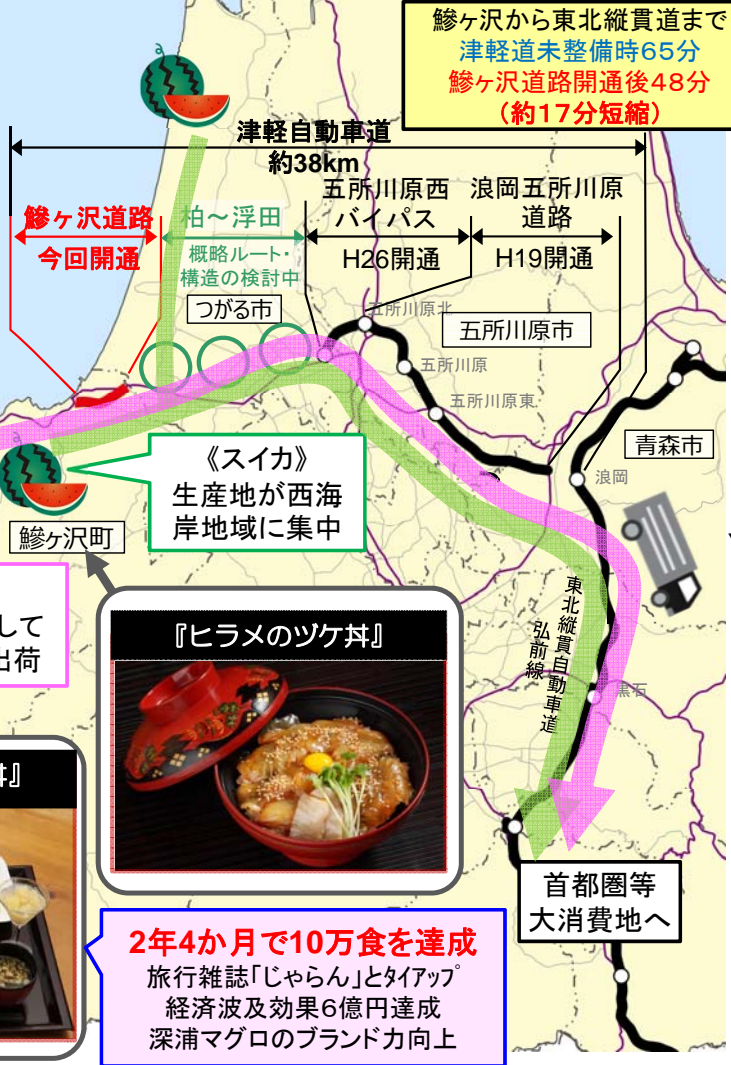 鰺ヶ沢から東北縦貫道まで
津軽道未整備時65分
鰺ヶ沢道路開通後48分
(約17分短縮)
津軽自動車道
約38km
鰺ヶ沢道路
今回開通
柏~浮田
概略ルート・
構造の検討中
五所川原西
バイパス
H26開通
浪岡五所川原
道路
H19開通
つがる市
五所川原北
五所川原市
五所川原
五所川原東
青森市
浪岡
《スイカ》
生産地が西海
岸地域に集中
鰺ヶ沢町
して
出荷
『ヒラメのヅケ丼』
東北縦貫自動車道
弘前線
黒石
丼』
首都圏等
大消費地へ
2年4か月で10万食を達成
旅行雑誌「じゃらん」とタイアップ
経済波及効果6億円達成
深浦マグロのブランド力向上